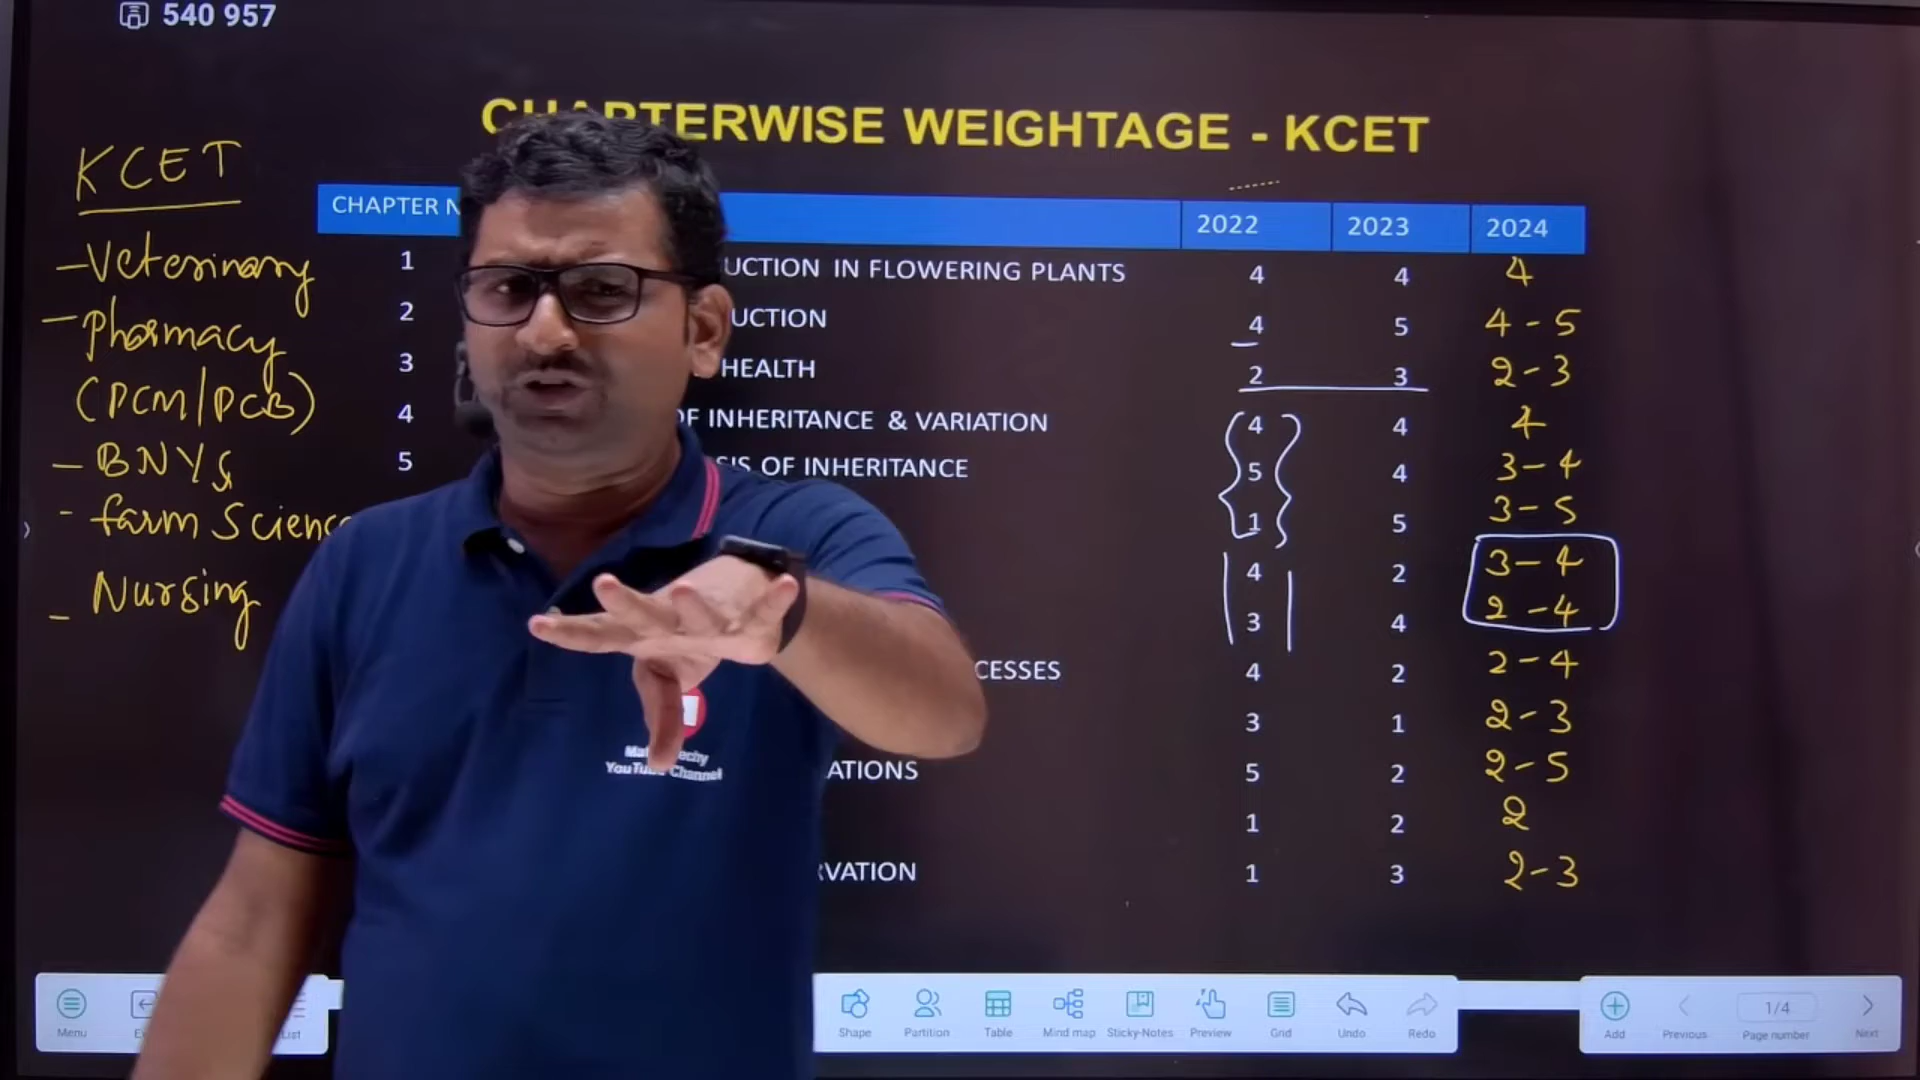 540 957
CHAPTERWISE WEIGHTAGE - KCET
KCET
- Veterinary
- Pharmacy
(PCM/PCB)
- BNYS
- farm Science
- Nursing
CHAPTER N 2022 2023 2024
1 UCTION IN FLOWERING PLANTS 4 4 4
2 UCTION 4 5 4 - 5
3 HEALTH 2 3 2 - 3
4 OF INHERITANCE & VARIATION 4 4 4
5 SIS OF INHERITANCE 5 4 3 - 4
1 5 3 - 5
4 2 3 - 4
3 4 2 - 4
CESSES 4 2 2 - 4
3 1 2 - 3
ATIONS 5 2 2 - 5
1 2 2
RVATION 1 3 2 - 3
YouTube Channel
Menu List Shape Partition Table Mind map Sticky-Notes Preview Grid Undo Redo Add Previous 1/4 Page number Next